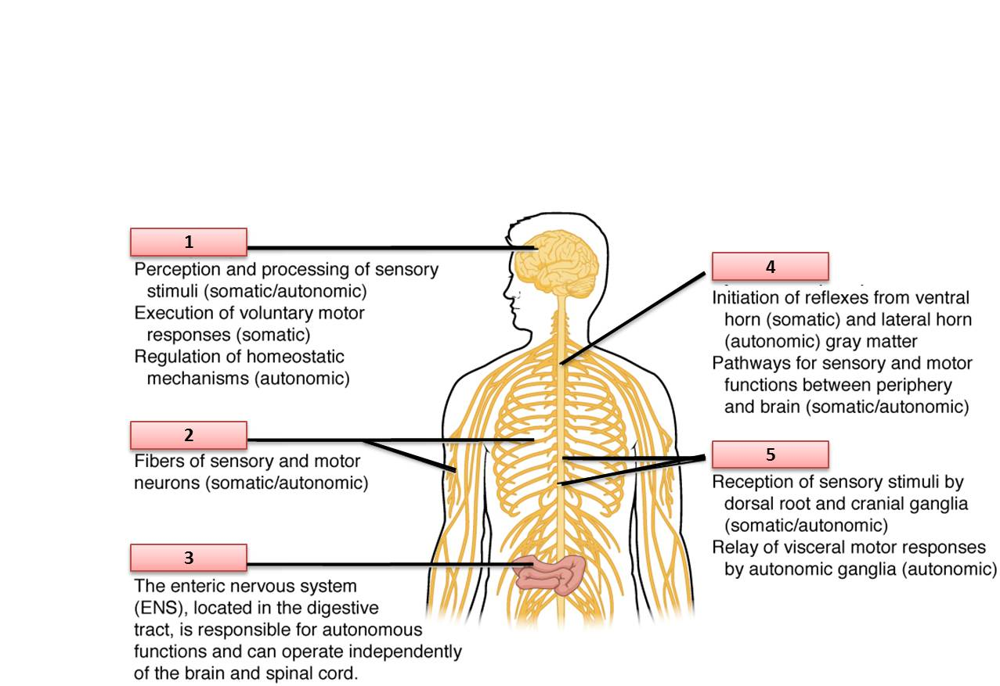 1
Perception and processing of sensory
stimuli (somatic/autonomic)
Execution of voluntary motor
responses (somatic)
Regulation of homeostatic
mechanisms (autonomic)
2
Fibers of sensory and motor
neurons (somatic/autonomic)
3
The enteric nervous system
(ENS), located in the digestive
tract, is responsible for autonomous
functions and can operate independently
of the brain and spinal cord.
4
Initiation of reflexes from ventral
horn (somatic) and lateral horn
(autonomic) gray matter
Pathways for sensory and motor
functions between periphery
and brain (somatic/autonomic)
5
Reception of sensory stimuli by
dorsal root and cranial ganglia
(somatic/autonomic)
Relay of visceral motor responses
by autonomic ganglia (autonomic)